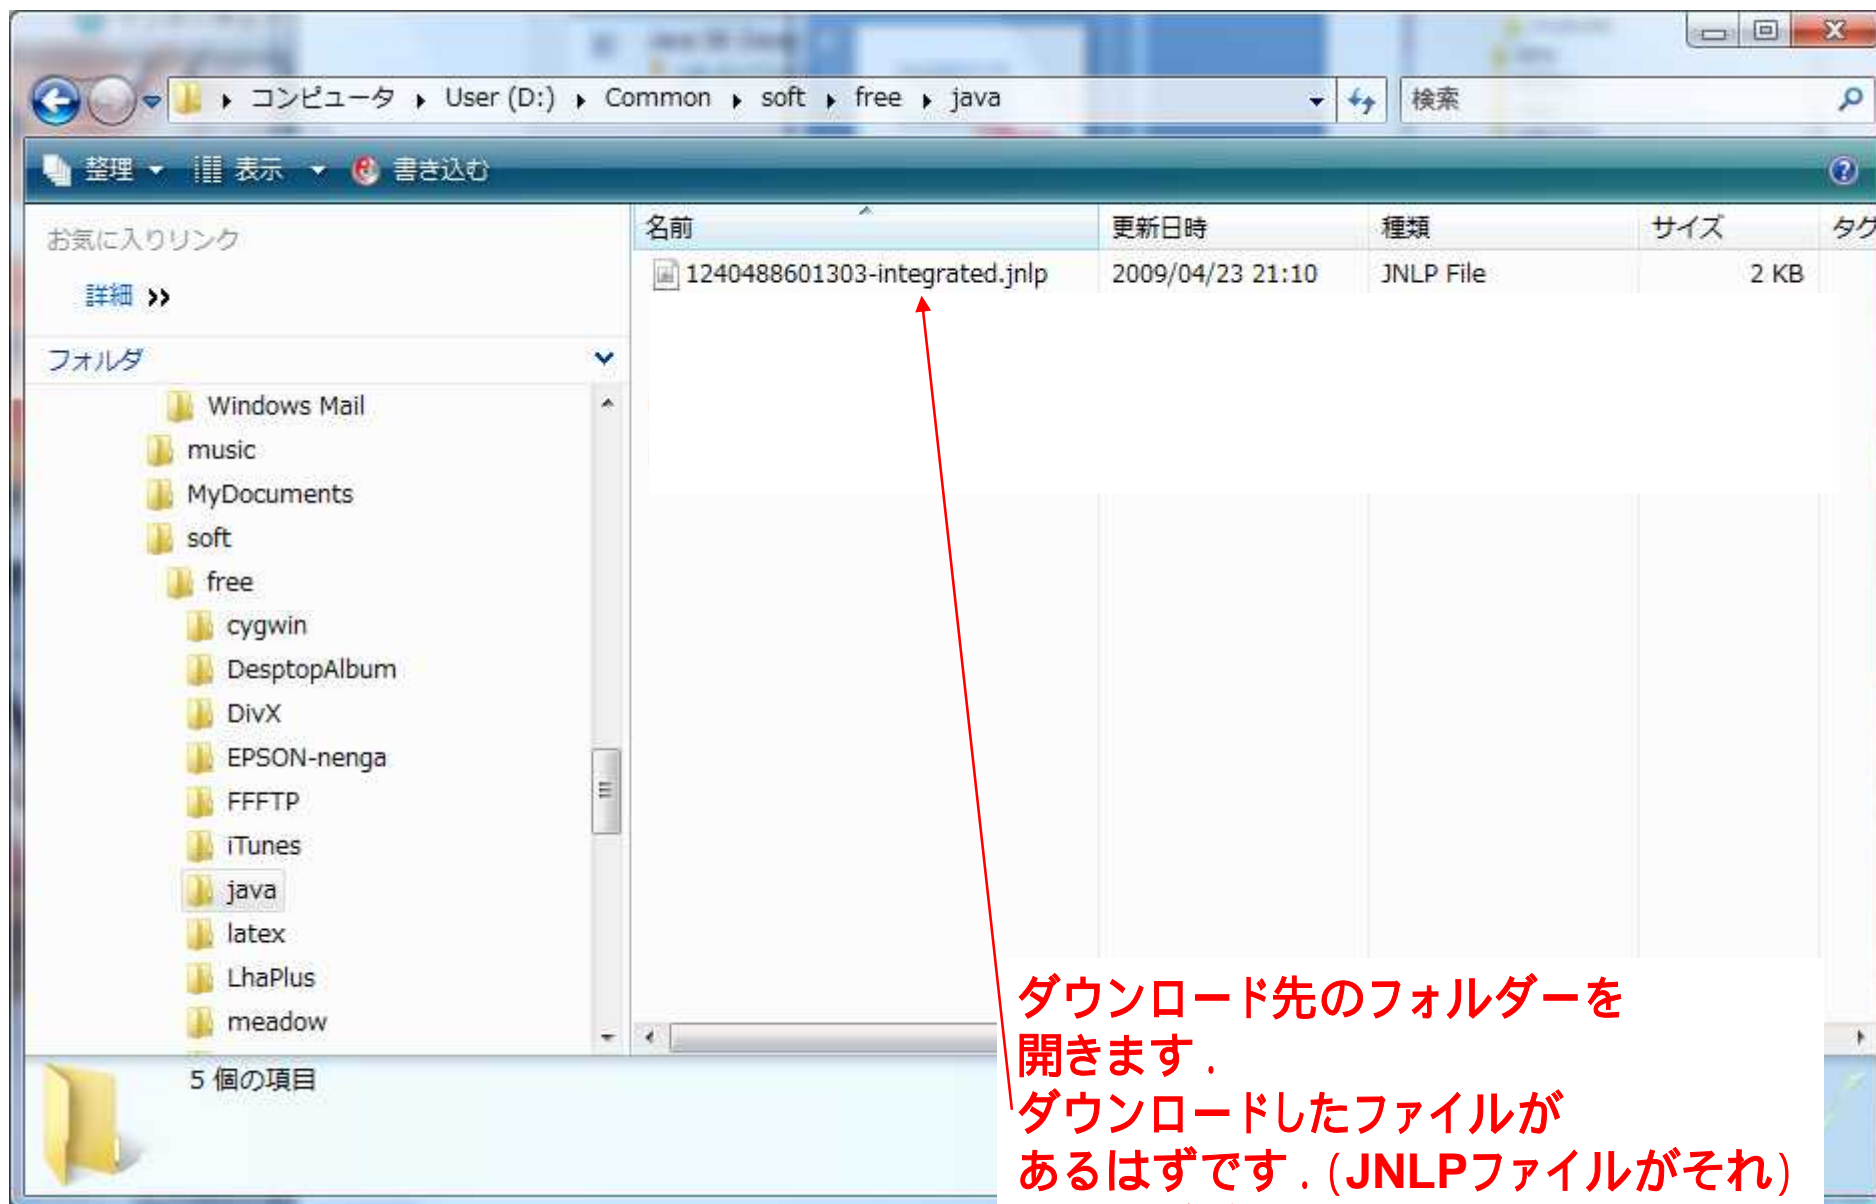 コンピュータ ▸ User (D:) ▸ Common ▸ soft ▸ free ▸ java
検索
整理 表示 書き込む
お気に入りリンク
詳細 »
フォルダ
Windows Mail
music
MyDocuments
soft
free
cygwin
DesptopAlbum
DivX
EPSON-nenga
FFFTP
iTunes
java
latex
LhaPlus
meadow
名前 更新日時 種類 サイズ タグ
1240488601303-integrated.jnlp 2009/04/23 21:10 JNLP File 2 KB
5 個の項目
ダウンロード先のフォルダーを
開きます．
ダウンロードしたファイルが
あるはずです．(JNLPファイルがそれ)